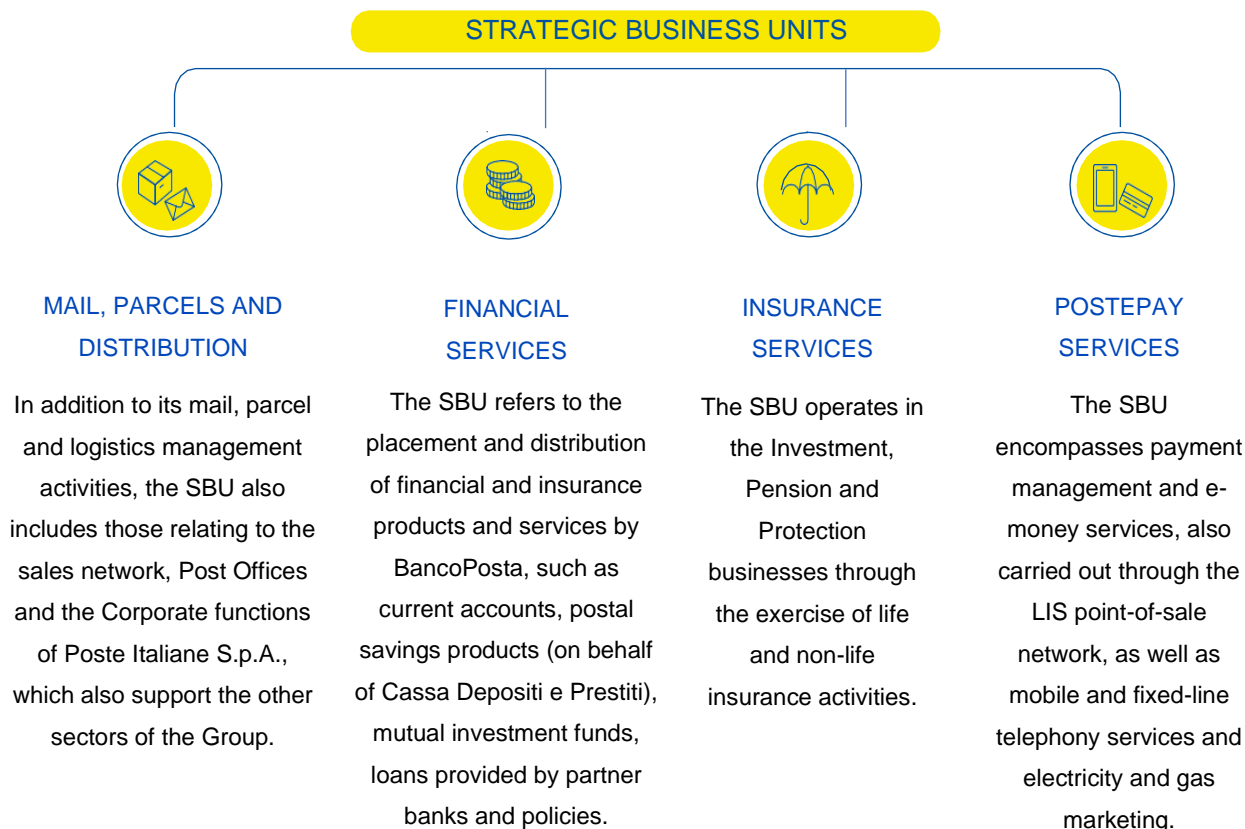 STRATEGIC BUSINESS UNITS
MAIL, PARCELS AND
DISTRIBUTION
In addition to its mail, parcel
and logistics management
activities, the SBU also
includes those relating to the
sales network, Post Offices
and the Corporate functions
of Poste Italiane S.p.A.,
which also support the other
sectors of the Group.
FINANCIAL
SERVICES
The SBU refers to the
placement and distribution
of financial and insurance
products and services by
BancoPosta, such as
current accounts, postal
savings products (on behalf
of Cassa Depositi e Prestiti),
mutual investment funds,
loans provided by partner
banks and policies.
INSURANCE
SERVICES
The SBU operates in
the Investment,
Pension and
Protection
businesses through
the exercise of life
and non-life
insurance activities.
POSTEPAY
SERVICES
The SBU
encompasses payment
management and e-
money services, also
carried out through the
LIS point-of-sale
network, as well as
mobile and fixed-line
telephony services and
electricity and gas
marketing.